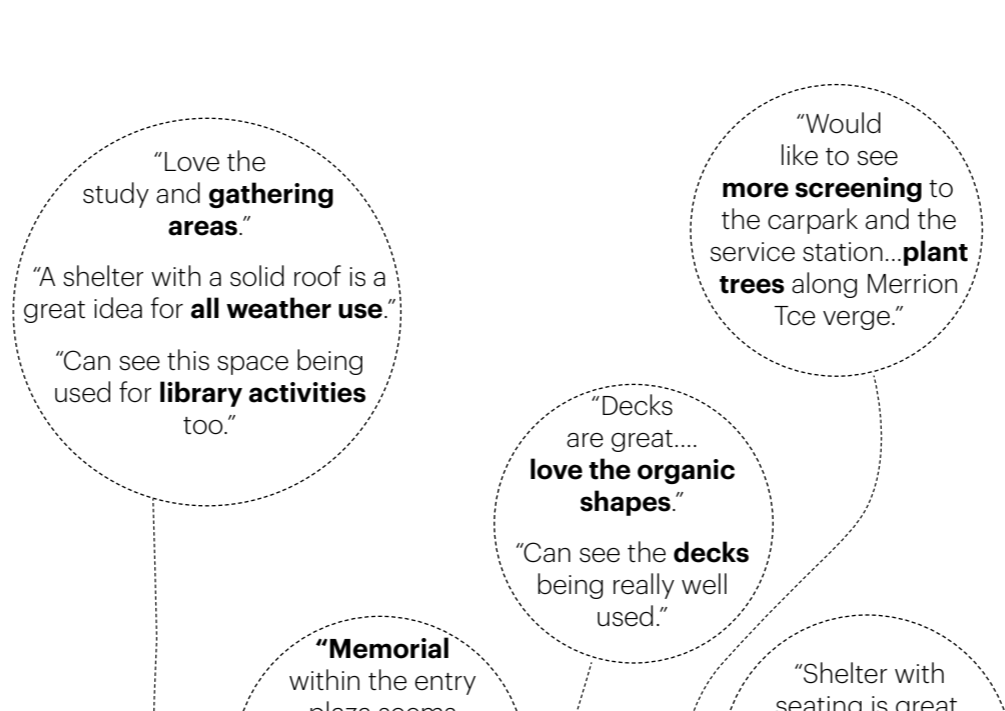 “Love the
study and gathering
areas.”
“A shelter with a solid roof is a
great idea for all weather use.”
“Can see this space being
used for library activities
too.”
“Would
like to see
more screening to
the carpark and the
service station...plant
trees along Merrion
Tce verge.”
“Decks
are great....
love the organic
shapes.”
“Can see the decks
being really well
used.”
“Memorial
within the entry
plaza seems
“Shelter with
seating is great